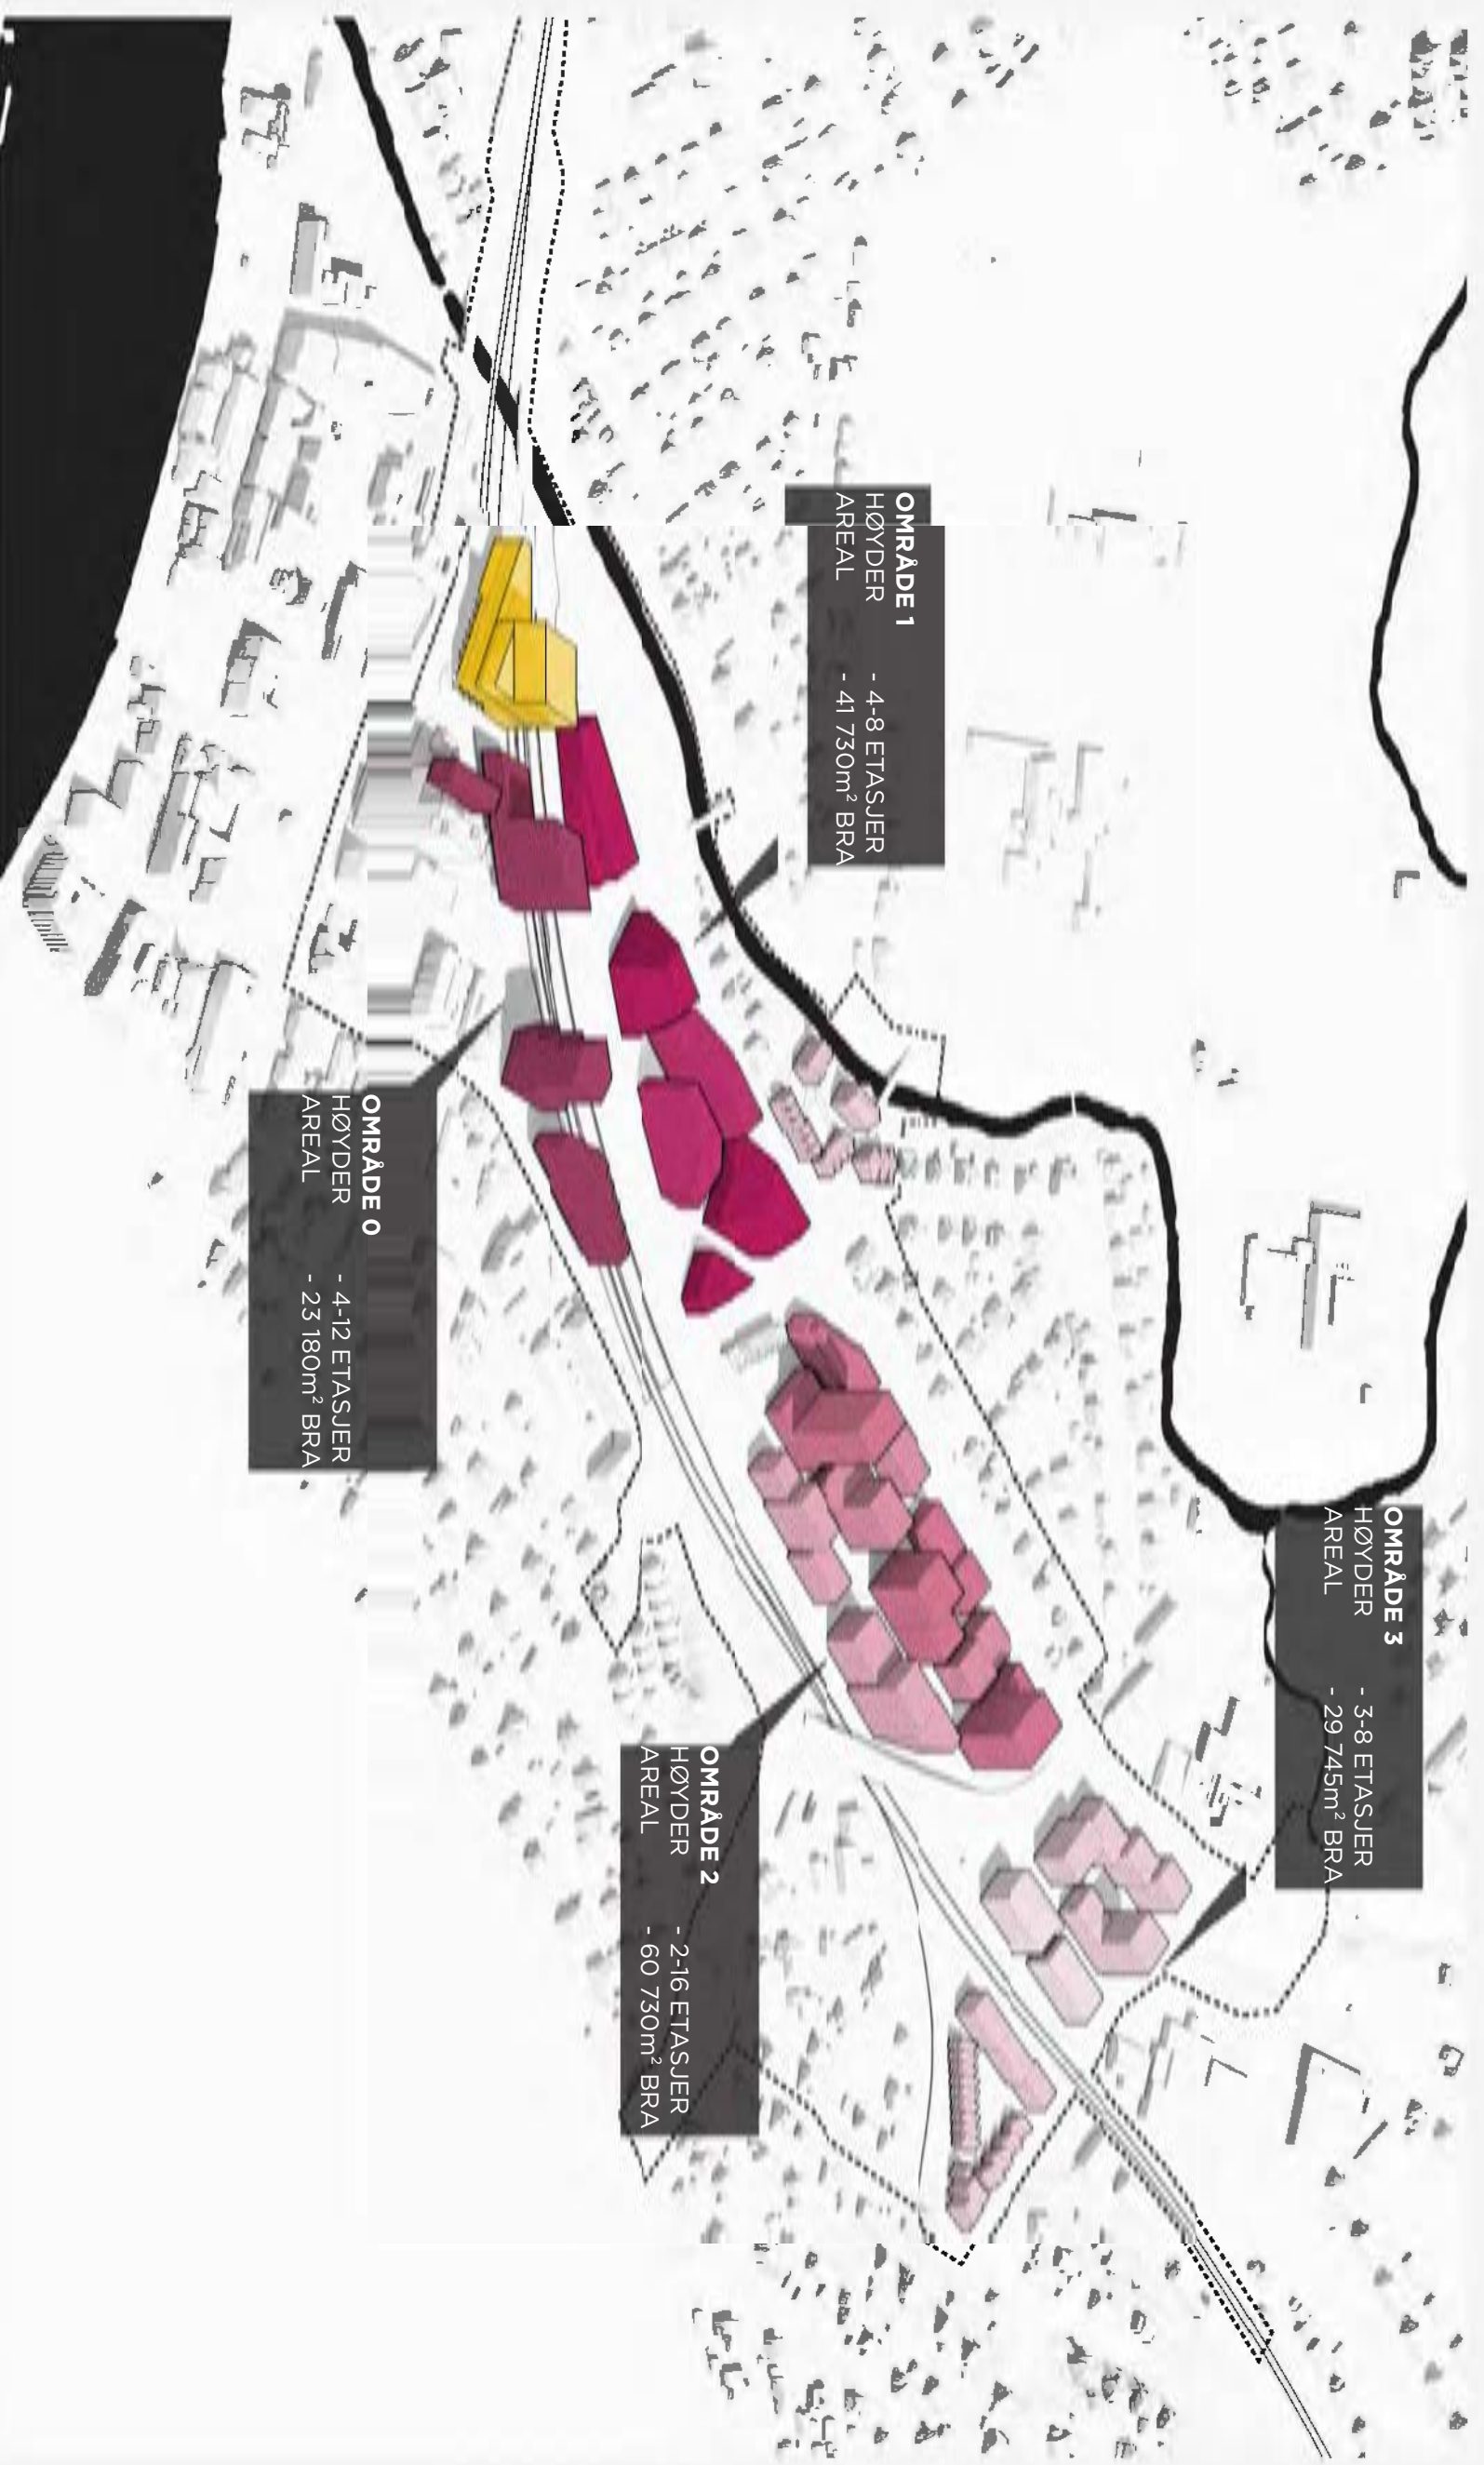 OMRÅDE 1
HØYDER - 4-8 ETASJER
AREAL - 41 730m² BRA
OMRÅDE 3
HØYDER - 3-8 ETASJER
AREAL - 29 745m² BRA
OMRÅDE 0
HØYDER - 4-12 ETASJER
AREAL - 23 180m² BRA
OMRÅDE 2
HØYDER - 2-16 ETASJER
AREAL - 60 730m² BRA